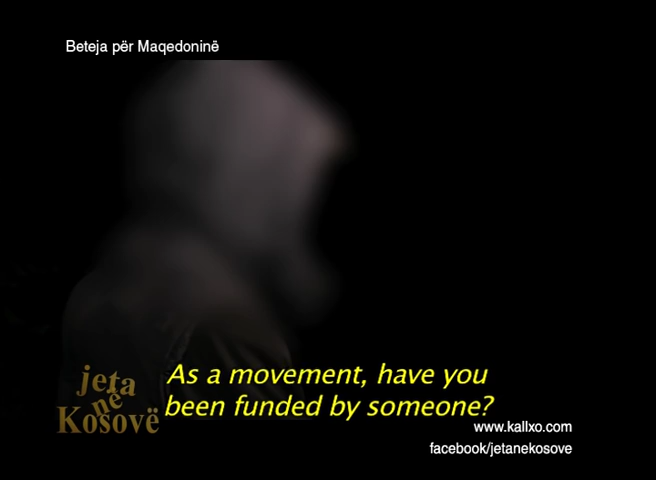 Beteja për Maqedoninë
As a movement, have you
been funded by someone?
jeta
në
Kosovë
www.kallxo.com
facebook/jetanekosove